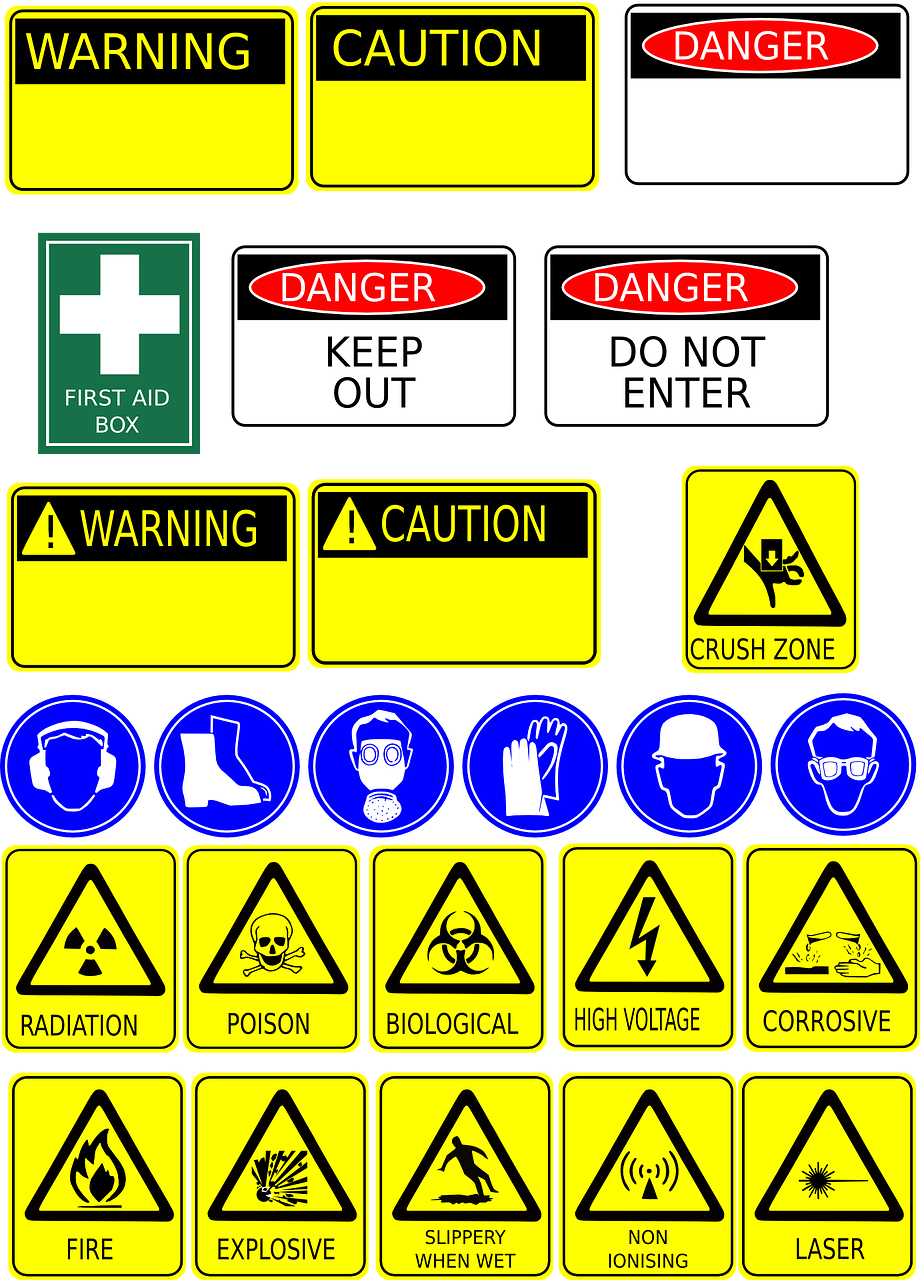 WARNING
CAUTION
DANGER
FIRST AID
BOX
DANGER
KEEP
OUT
DANGER
DO NOT
ENTER
! WARNING
! CAUTION
CRUSH ZONE
RADIATION
POISON
BIOLOGICAL
HIGH VOLTAGE
CORROSIVE
FIRE
EXPLOSIVE
SLIPPERY
WHEN WET
NON
IONISING
LASER